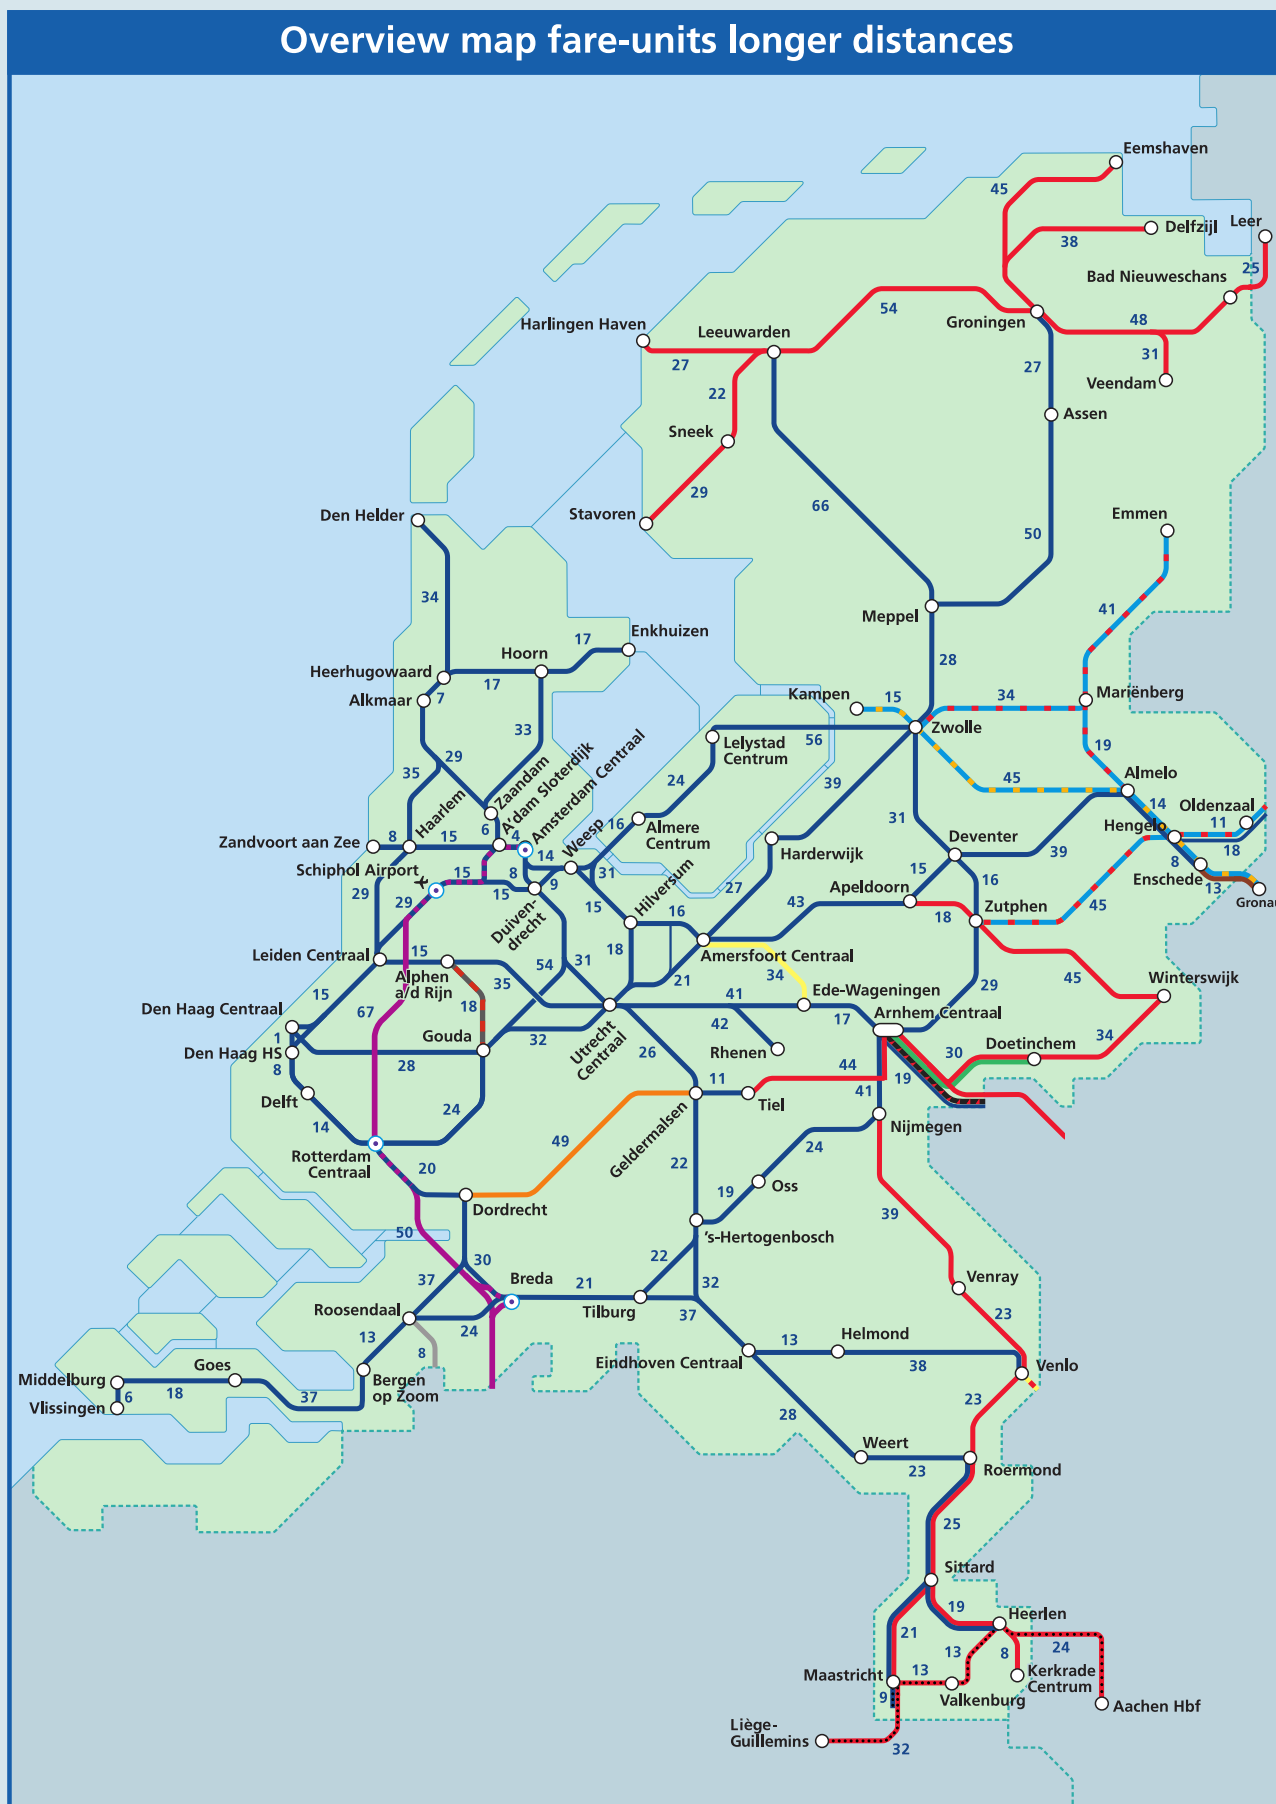 Overview map fare-units longer distances
Eemshaven
45
Delfzijl
Leer
38
25
Bad Nieuweschans
54
Harlingen Haven
Leeuwarden
Groningen
48
27
31
27
22
Veendam
Sneek
Assen
29
66
Stavoren
Emmen
Den Helder
50
34
41
Meppel
Enkhuizen
17
Hoorn
28
Heerhugowaard
17
Kampen
15
34
Mariënberg
Alkmaar
7
33
Zwolle
Lelystad
Centrum
56
19
29
35
Zaandam
A'dam Sloterdijk
Amsterdam Centraal
24
39
45
Almelo
14
Oldenzaal
Haarlem
6
4
Weesp
16
Almere
Centrum
31
11
Hengelo
Zandvoort aan Zee
8
15
Deventer
39
18
Harderwijk
14
Schiphol Airport
15
15
8
9
31
8
Enschede
13
Gronau
27
15
16
Apeldoorn
29
29
Hilversum
15
16
43
18
Zutphen
45
Duiven-
drecht
Leiden Centraal
15
18
Amersfoort Centraal
Alphen
a/d Rijn
35
54
31
34
45
Winterswijk
21
15
18
41
Ede-Wageningen
29
Den Haag Centraal
67
17
Arnhem Centraal
34
1
Gouda
32
Utrecht
Centraal
42
Doetinchem
Den Haag HS
28
26
Rhenen
30
8
44
19
Delft
11
41
24
Tiel
14
Geldermalsen
Nijmegen
49
24
Rotterdam
Centraal
20
22
19
Oss
Dordrecht
39
50
's-Hertogenbosch
30
22
37
Breda
21
32
Venray
Roosendaal
Tilburg
37
23
24
13
8
13
Helmond
Goes
Eindhoven Centraal
38
Venlo
Middelburg
Bergen
op Zoom
6
18
37
23
Vlissingen
28
Weert
23
Roermond
25
Sittard
19
Heerlen
21
13
8
24
Maastricht
13
Kerkrade
Centrum
9
Valkenburg
Aachen Hbf
Liège-
Guillemins
32